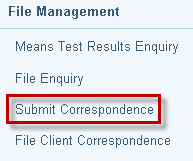 File Management
Means Test Results Enquiry
File Enquiry
Submit Correspondence
File Client Correspondence